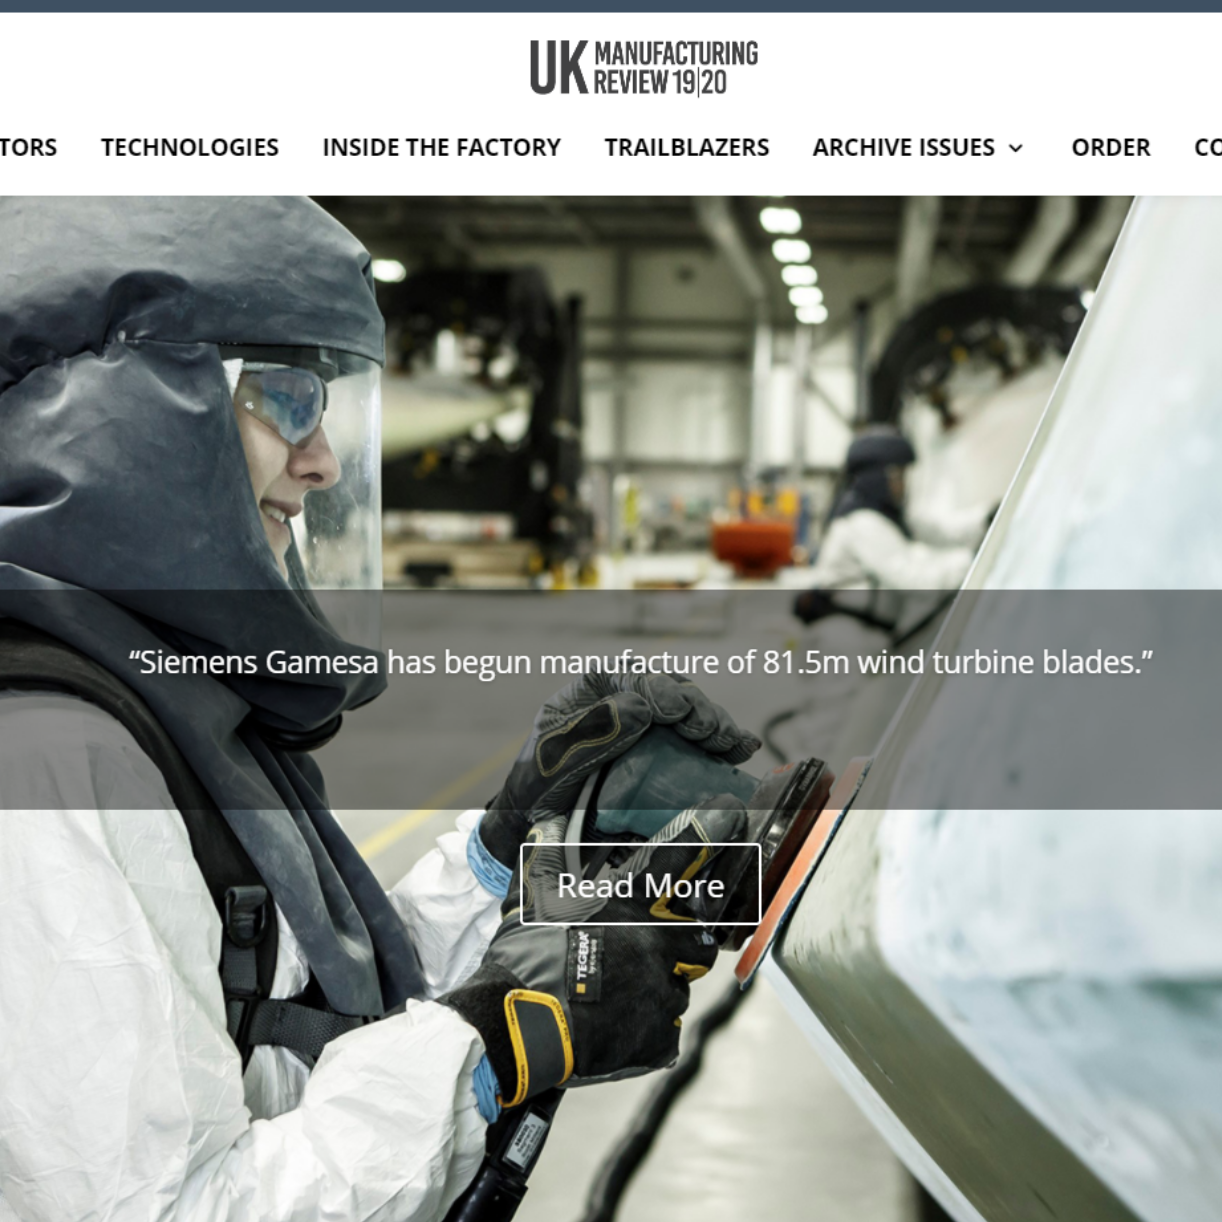 UK MANUFACTURING
REVIEW 19|20
TORS TECHNOLOGIES INSIDE THE FACTORY TRAILBLAZERS ARCHIVE ISSUES ORDER CO
“Siemens Gamesa has begun manufacture of 81.5m wind turbine blades.”
Read More
TEGERA